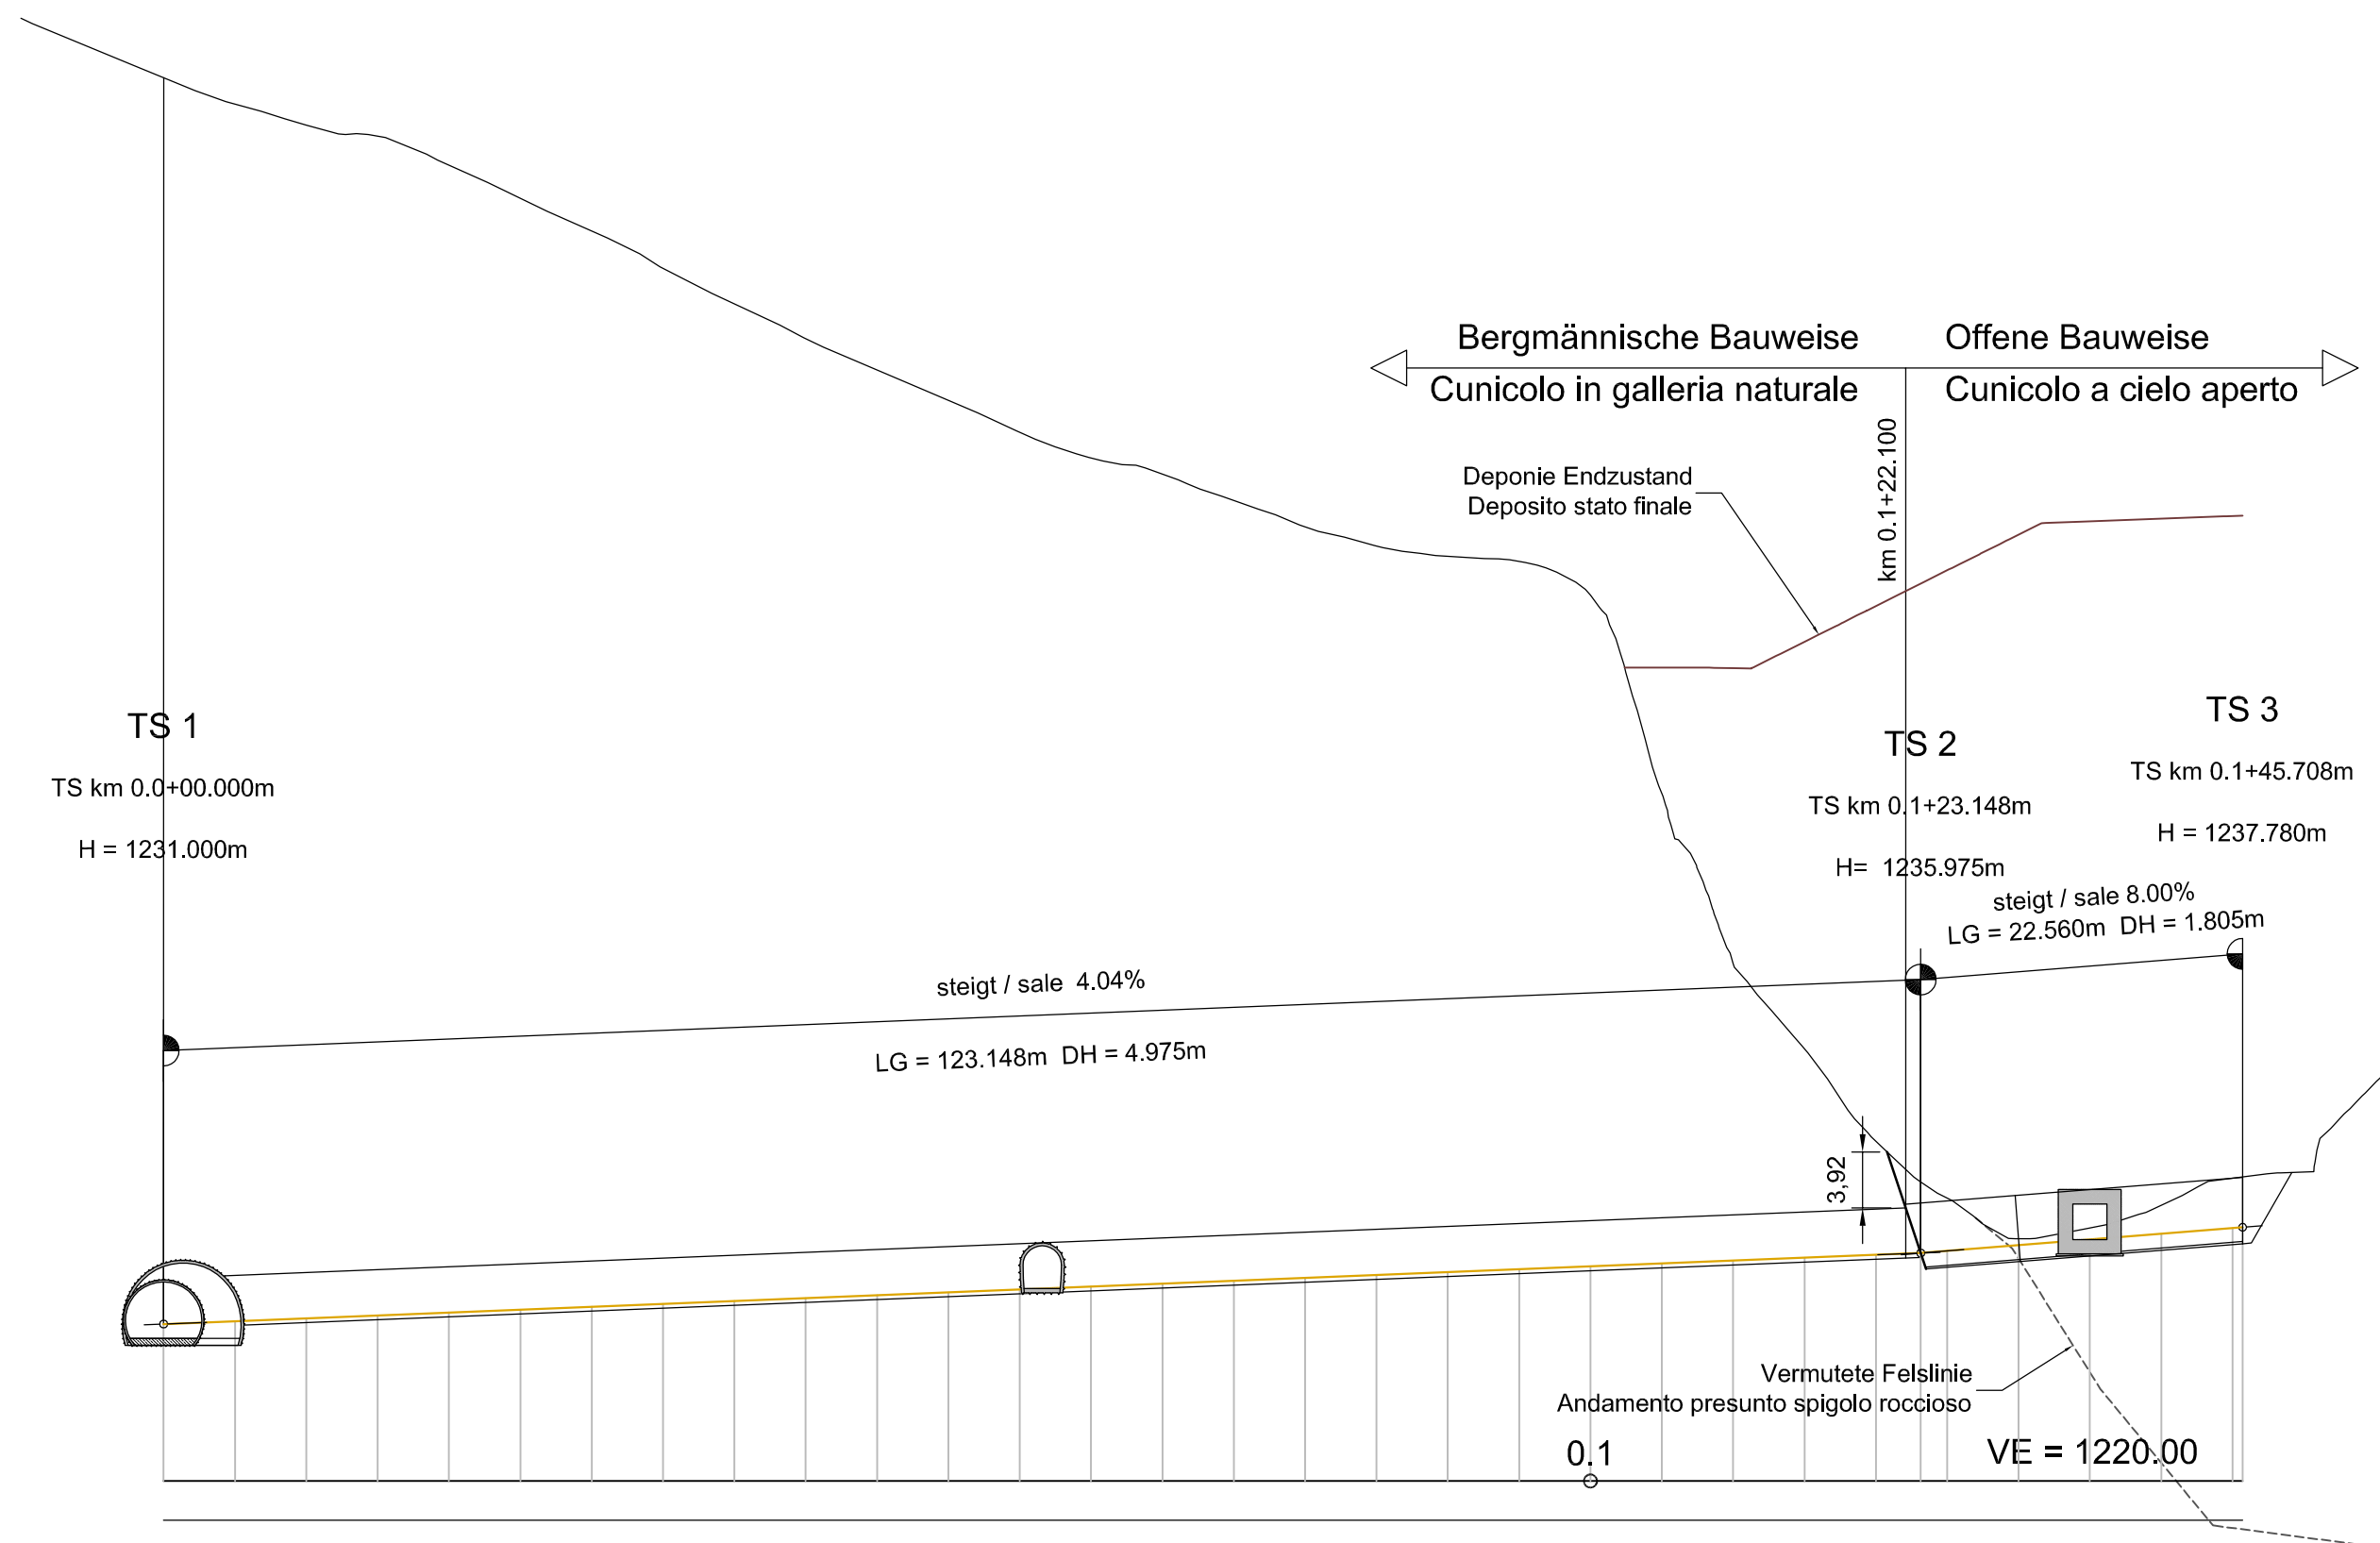 Bergmännische Bauweise
Offene Bauweise
Cunicolo in galleria naturale
Cunicolo a cielo aperto
km 0.1+22.100
Deponie Endzustand
Deposito stato finale
TS 1
TS km 0.0+00.000m
H = 1231.000m
TS 2
TS km 0.1+23.148m
H= 1235.975m
TS 3
TS km 0.1+45.708m
H = 1237.780m
steigt / sale 8.00%
LG = 22.560m DH = 1.805m
steigt / sale 4.04%
LG = 123.148m DH = 4.975m
3,92
Vermutete Felslinie
Andamento presunto spigolo roccioso
0.1
VE = 1220.00